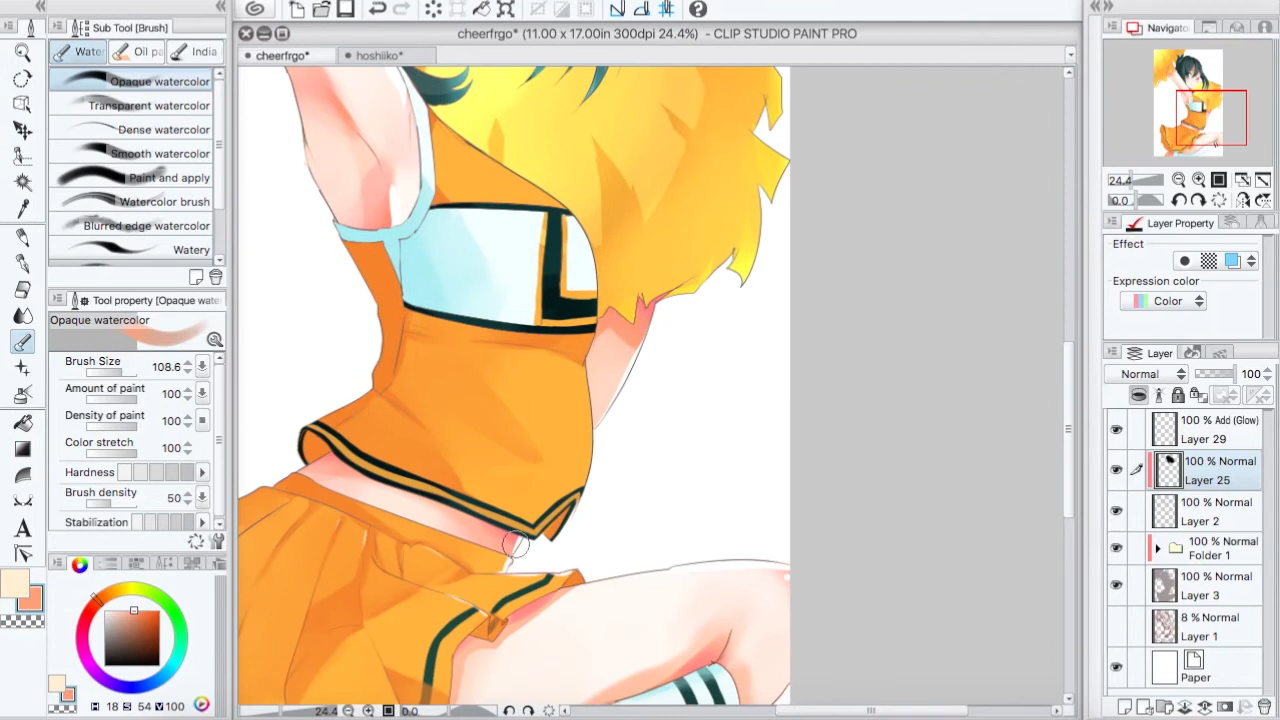 cheerfrgo* (11.00 x 17.00in 300dpi 24.4%)  - CLIP STUDIO PAINT PRO
Sub Tool [Brush]
Navigato
cheerfrgo*
hoshiiko*
Water
Oil pa
India
Opaque watercolor
Transparent watercolor
Dense watercolor
Smooth watercolor
Paint and apply
Watercolor brush
Blurred edge watercolor
Watery
24.4
0.0
Layer Property
Effect
Expression color
Color
Tool property [Opaque wate
Opaque watercolor
Brush Size
108.6
Amount of paint
100
Density of paint
100
Color stretch
100
Hardness
Brush density
50
Stabilization
Layer
Normal
100
100 % Add (Glow)
Layer 29
100 % Normal
Layer 25
100 % Normal
Layer 2
100 % Normal
Folder 1
100 % Normal
Layer 3
8 % Normal
Layer 1
Paper
H 18 S 54 V 100
24.4
0.0